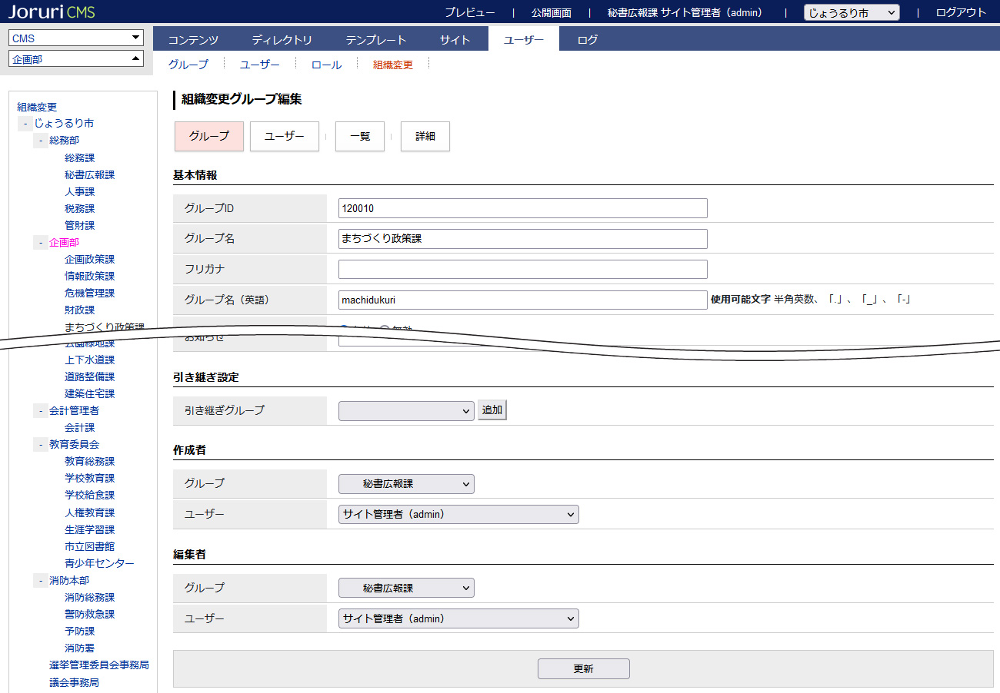 Joruri CMS
プレビュー | 公開画面 | 秘書広報課 サイト管理者（admin） | じょうるり市 | ログアウト
CMS
企画部
コンテンツ ディレクトリ テンプレート サイト ユーザー ログ
グループ ユーザー ロール 組織変更
組織変更
- じょうるり市
- 総務部
総務課
秘書広報課
人事課
税務課
管財課
- 企画部
企画政策課
情報政策課
危機管理課
財政課
まちづくり政策課
公園緑地課
上下水道課
道路整備課
建築住宅課
- 会計管理者
会計課
- 教育委員会
教育総務課
学校教育課
学校給食課
人権教育課
生涯学習課
市立図書館
青少年センター
- 消防本部
消防総務課
警防救急課
予防課
消防署
選挙管理委員会事務局
議会事務局
組織変更グループ編集
グループ ユーザー 一覧 詳細
基本情報
グループID 120010
グループ名 まちづくり政策課
フリガナ
グループ名（英語） machidukuri 使用可能文字 半角英数、「.」、「_」、「-」
お知らせ
引き継ぎ設定
引き継ぎグループ 追加
作成者
グループ 秘書広報課
ユーザー サイト管理者（admin）
編集者
グループ 秘書広報課
ユーザー サイト管理者（admin）
更新